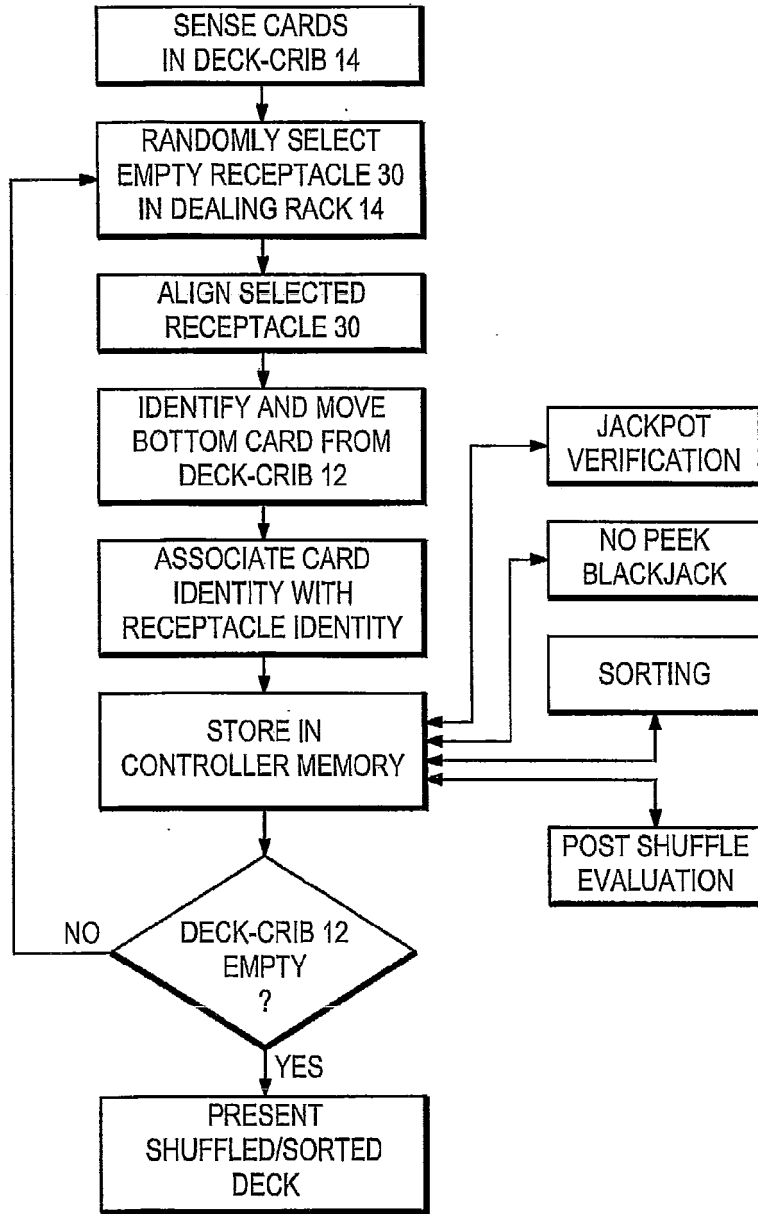 SENSE CARDS
IN DECK-CRIB 14
RANDOMLY SELECT
EMPTY RECEPTACLE 30
IN DEALING RACK 14
ALIGN SELECTED
RECEPTACLE 30
IDENTIFY AND MOVE
BOTTOM CARD FROM
DECK-CRIB 12
ASSOCIATE CARD
IDENTITY WITH
RECEPTACLE IDENTITY
STORE IN
CONTROLLER MEMORY
JACKPOT
VERIFICATION
NO PEEK
BLACKJACK
SORTING
POST SHUFFLE
EVALUATION
DECK-CRIB 12
EMPTY
?
NO
YES
PRESENT
SHUFFLED/SORTED
DECK